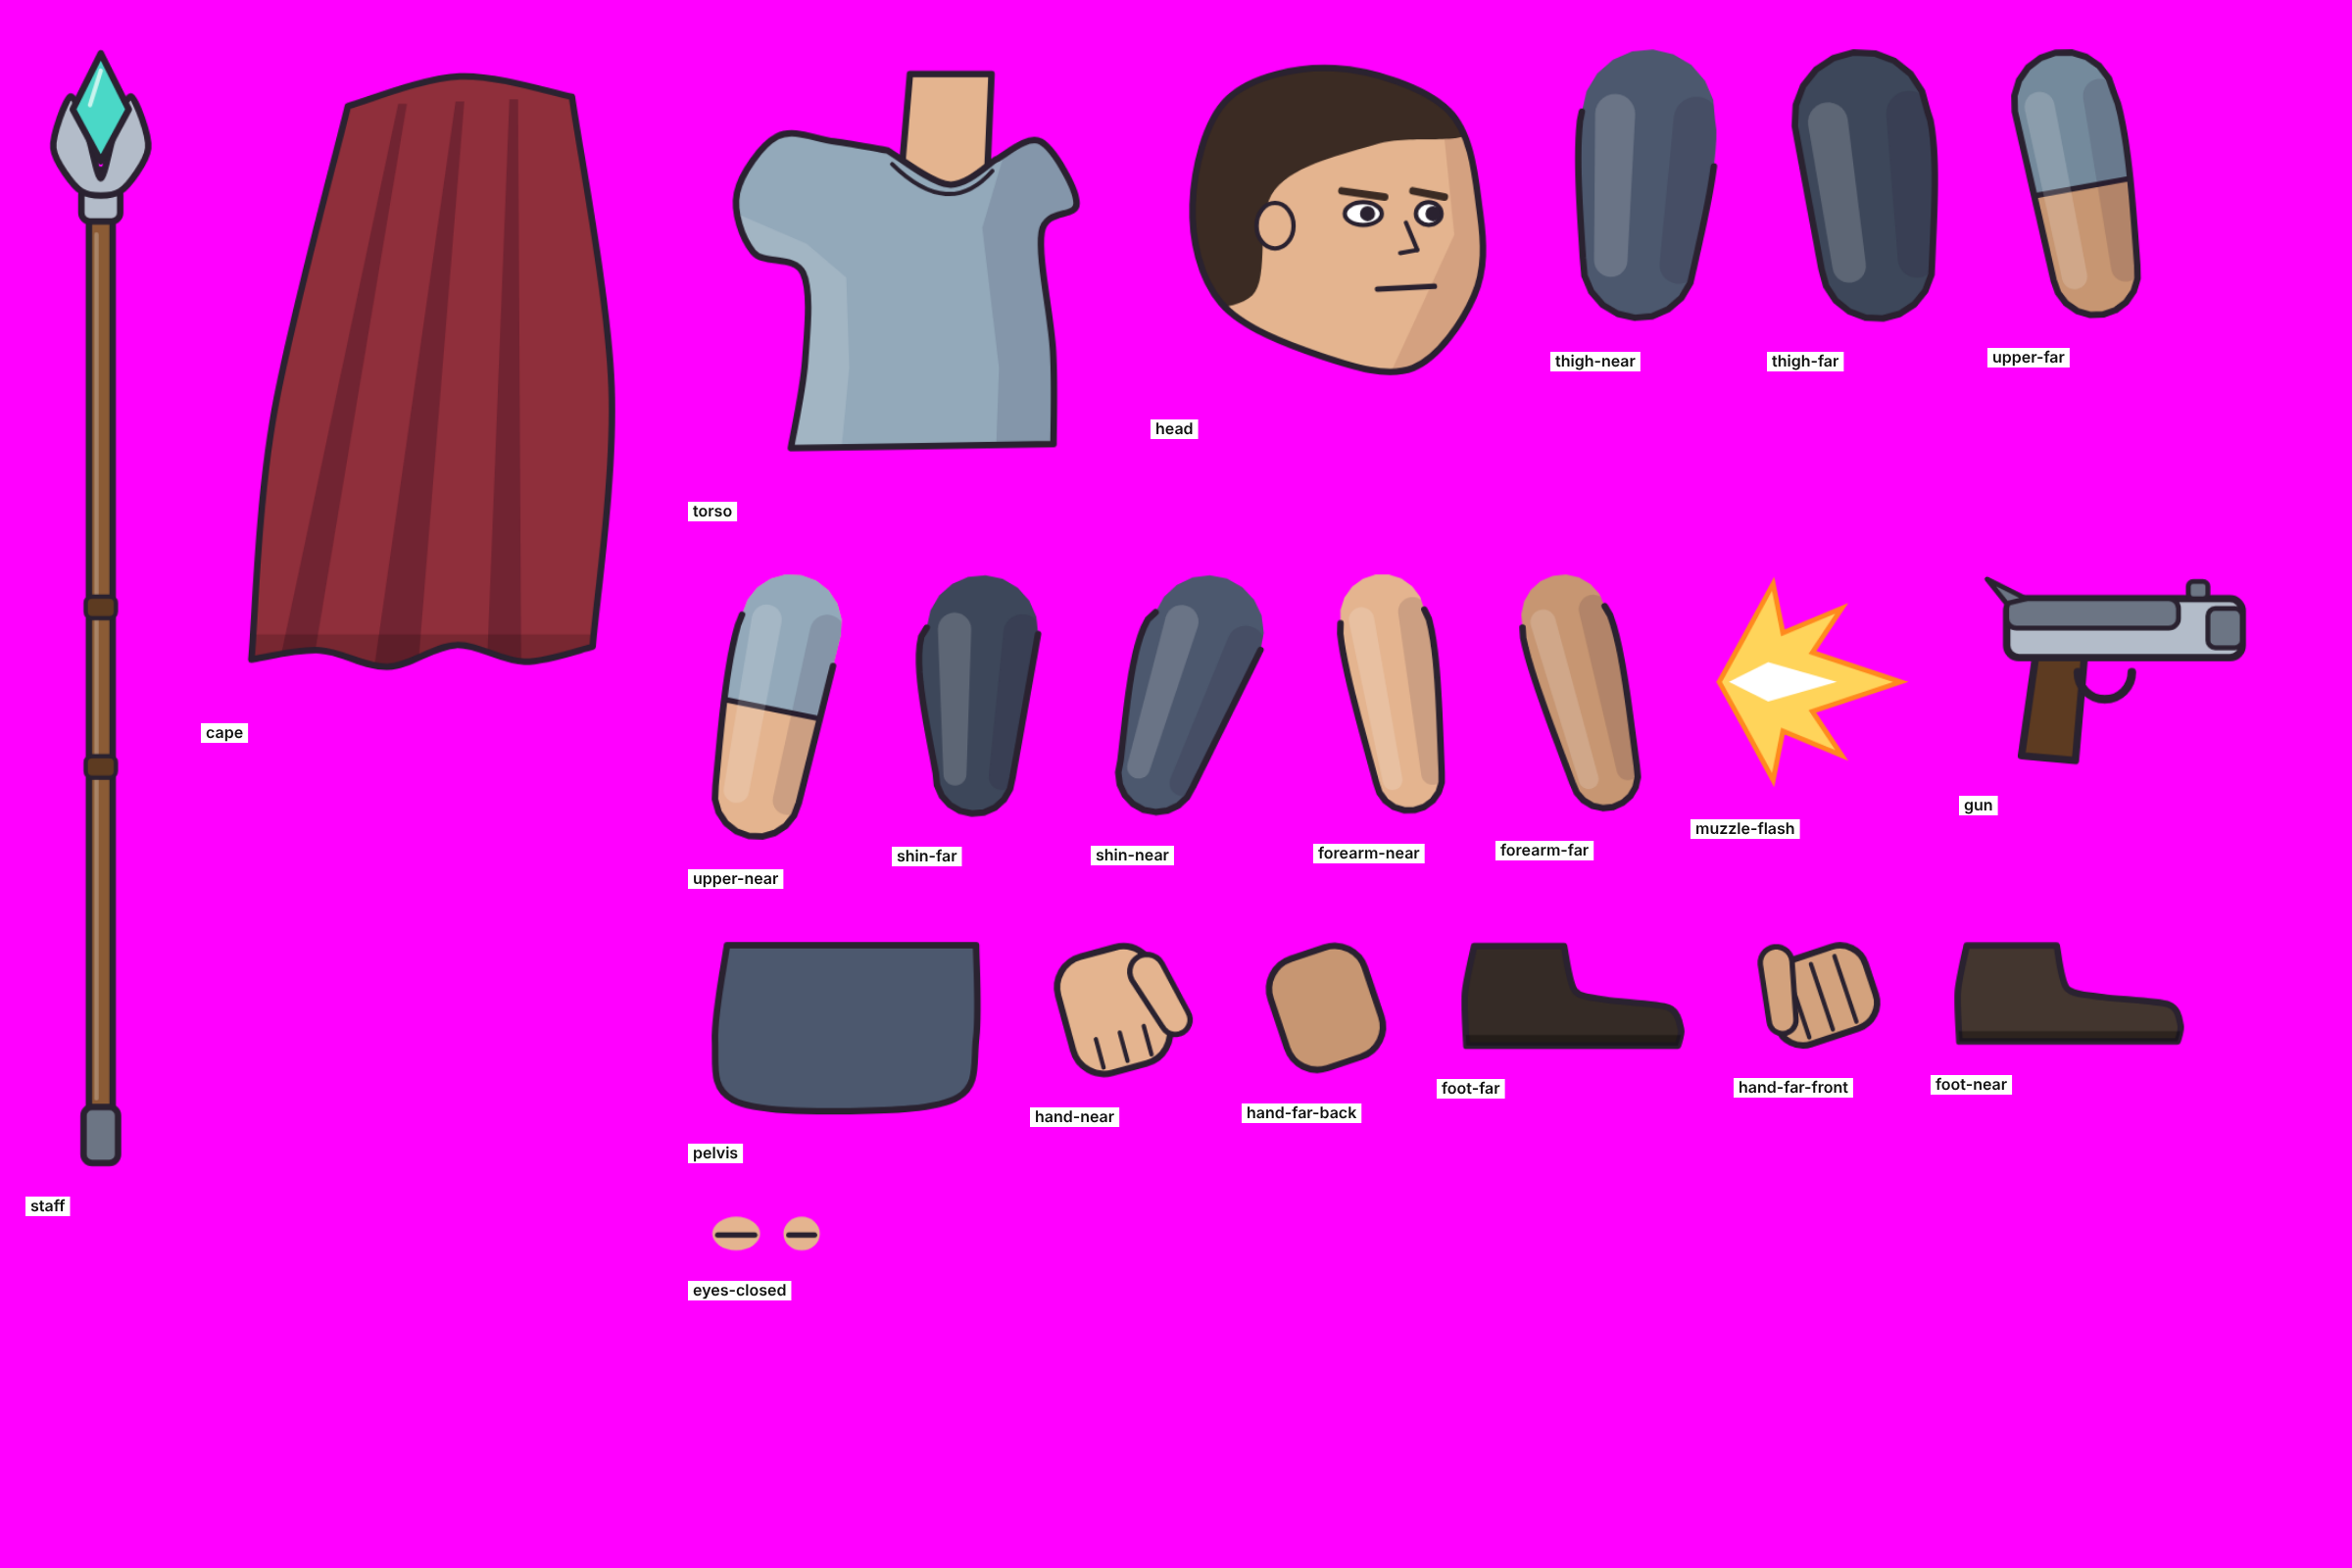 thigh-near
thigh-far
upper-far
head
torso
cape
gun
muzzle-flash
forearm-far
forearm-near
shin-near
shin-far
upper-near
foot-near
hand-far-front
foot-far
hand-far-back
hand-near
pelvis
staff
eyes-closed